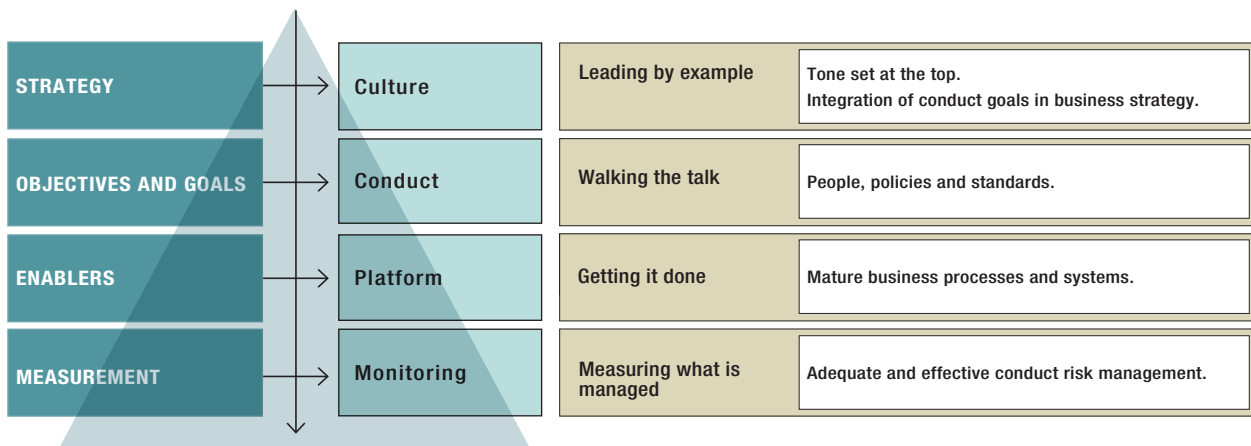 STRATEGY
Culture
Leading by example
Tone set at the top.
Integration of conduct goals in business strategy.
OBJECTIVES AND GOALS
Conduct
Walking the talk
People, policies and standards.
ENABLERS
Platform
Getting it done
Mature business processes and systems.
MEASUREMENT
Monitoring
Measuring what is
managed
Adequate and effective conduct risk management.